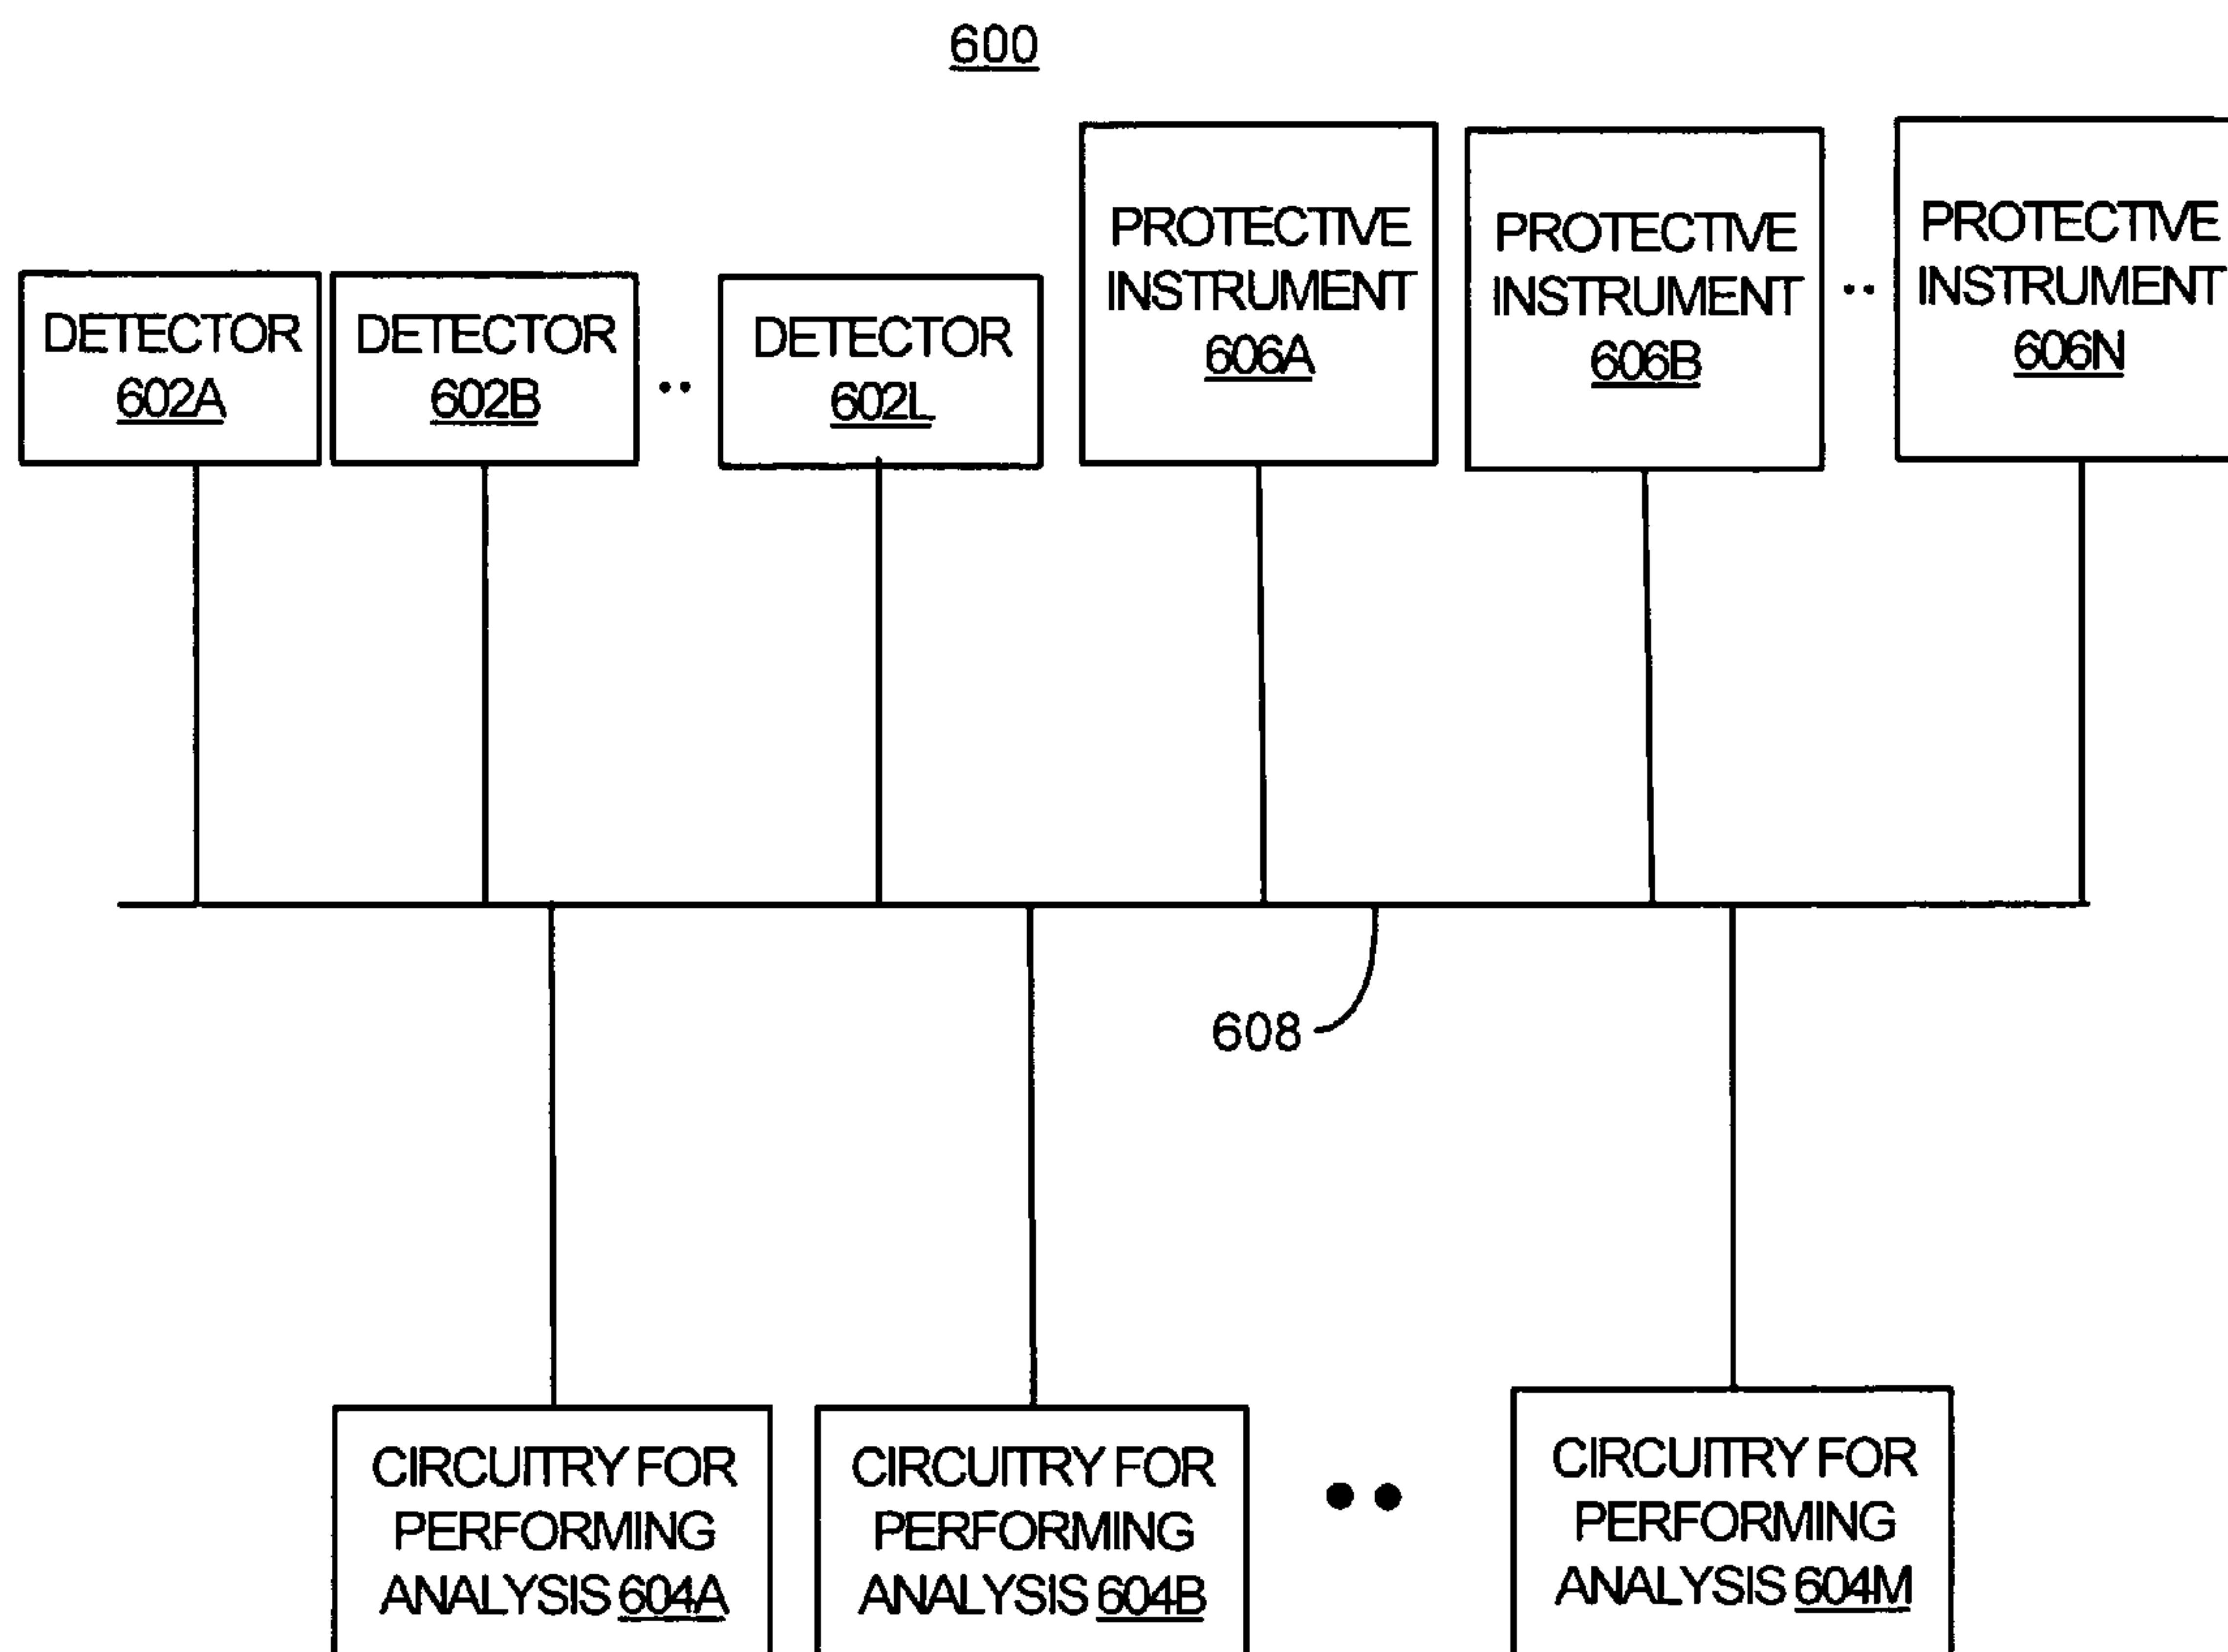 600
DETECTOR
602A
DETECTOR
602B
DETECTOR
602L
PROTECTIVE
INSTRUMENT
606A
PROTECTIVE
INSTRUMENT
606B
PROTECTIVE
INSTRUMENT
606N
608
CIRCUITRY FOR
PERFORMING
ANALYSIS 604A
CIRCUITRY FOR
PERFORMING
ANALYSIS 604B
CIRCUITRY FOR
PERFORMING
ANALYSIS 604M